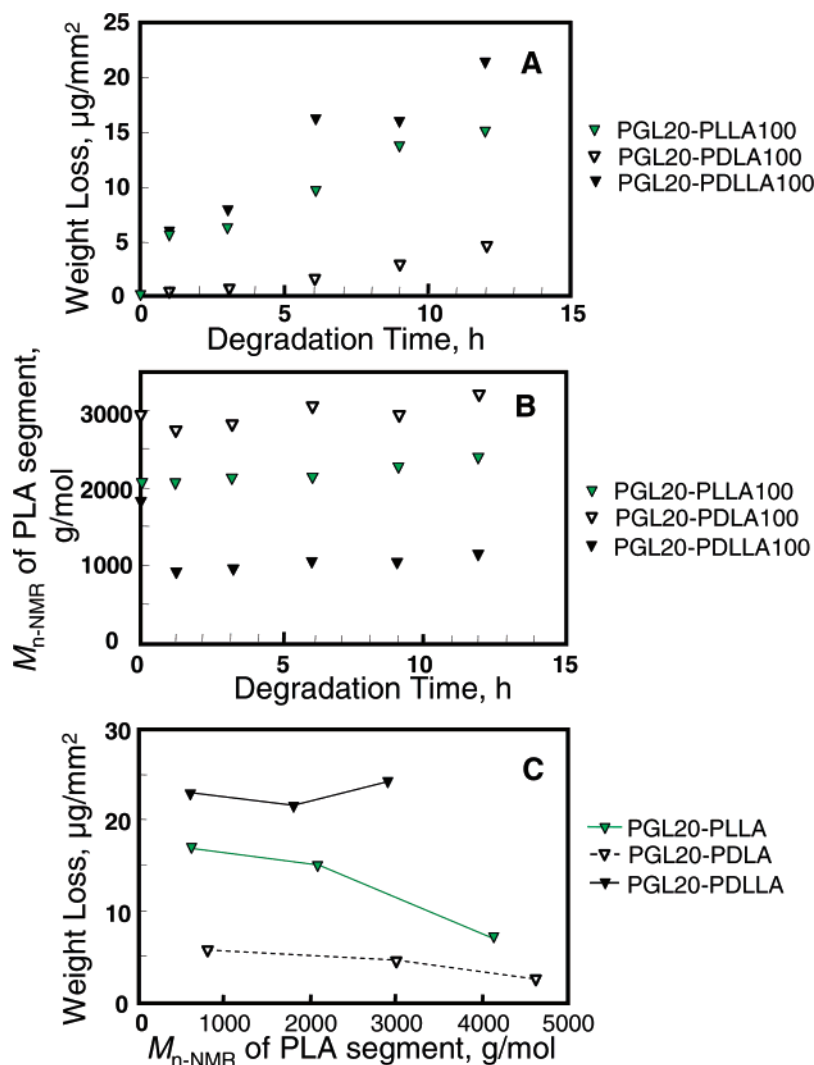 A
Weight Loss, µg/mm²
25
20
15
10
5
0
0 5 10 15
Degradation Time, h
PGL20-PLLA100
PGL20-PDLA100
PGL20-PDLLA100
B
Mn-NMR of PLA segment,
g/mol
3000
2000
1000
0
0 5 10 15
Degradation Time, h
PGL20-PLLA100
PGL20-PDLA100
PGL20-PDLLA100
C
Weight Loss, µg/mm²
30
20
10
0
0 1000 2000 3000 4000 5000
Mn-NMR of PLA segment, g/mol
PGL20-PLLA
PGL20-PDLA
PGL20-PDLLA